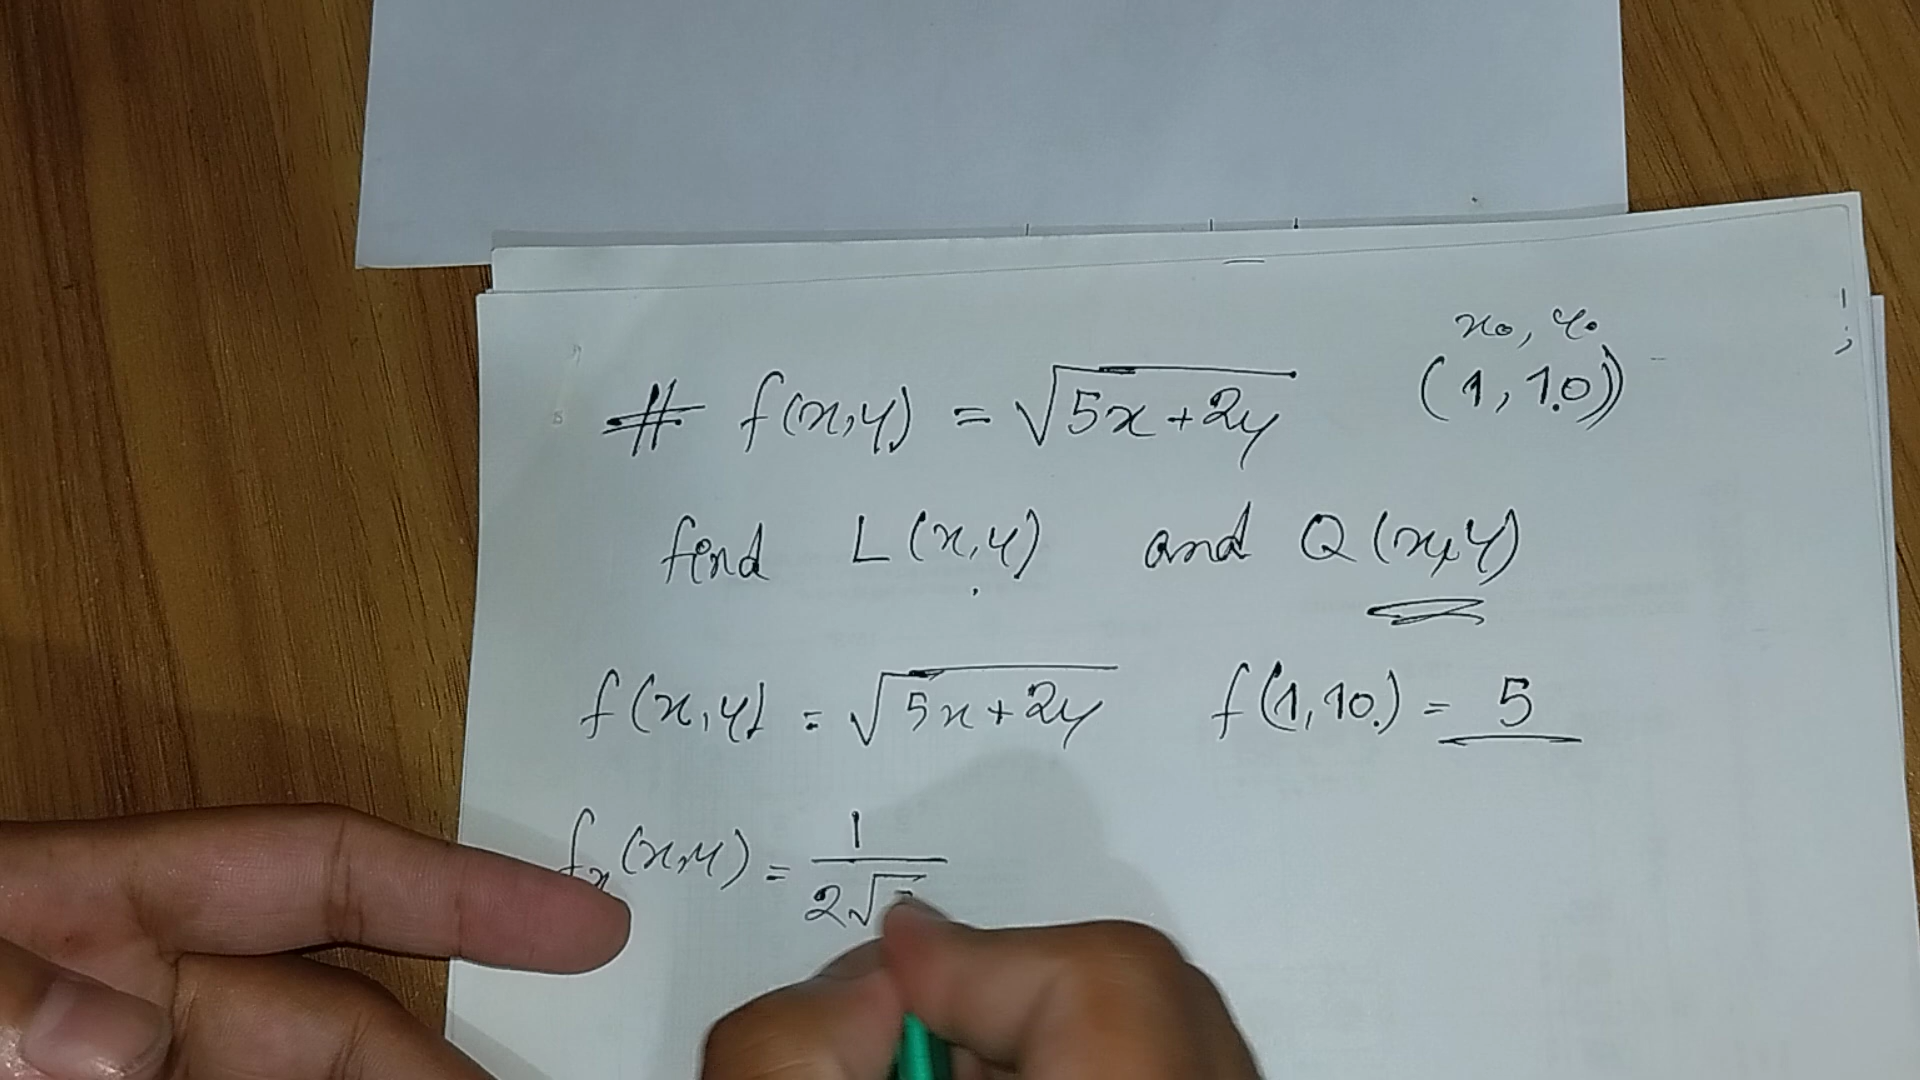 x₀, y₀
# f(x,y) = √5x+2y (1, 10)
find L(x,y) and Q(x,y)
f(x,y) = √5x+2y f(1,10) = 5
fx(x,y) = 1/2√